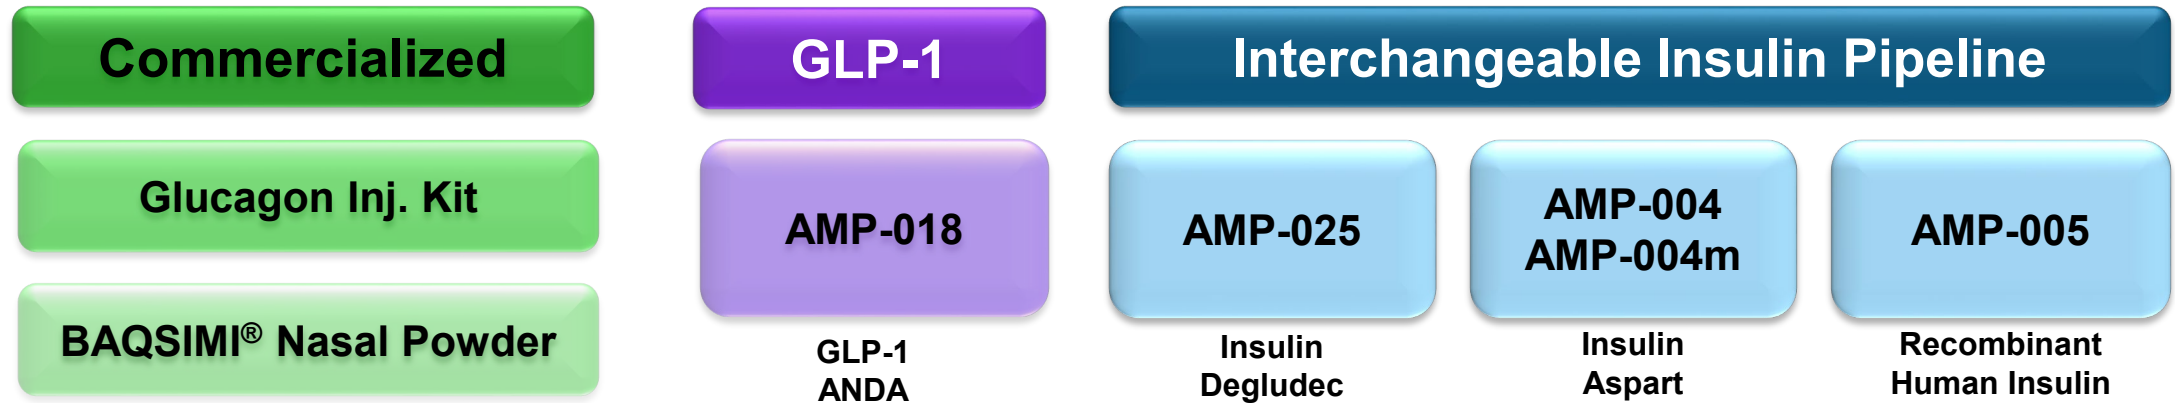 Commercialized
Glucagon Inj. Kit
BAQSIMI® Nasal Powder
GLP-1
AMP-018
GLP-1
ANDA
Interchangeable Insulin Pipeline
AMP-025
Insulin
Degludec
AMP-004
AMP-004m
Insulin
Aspart
AMP-005
Recombinant
Human Insulin